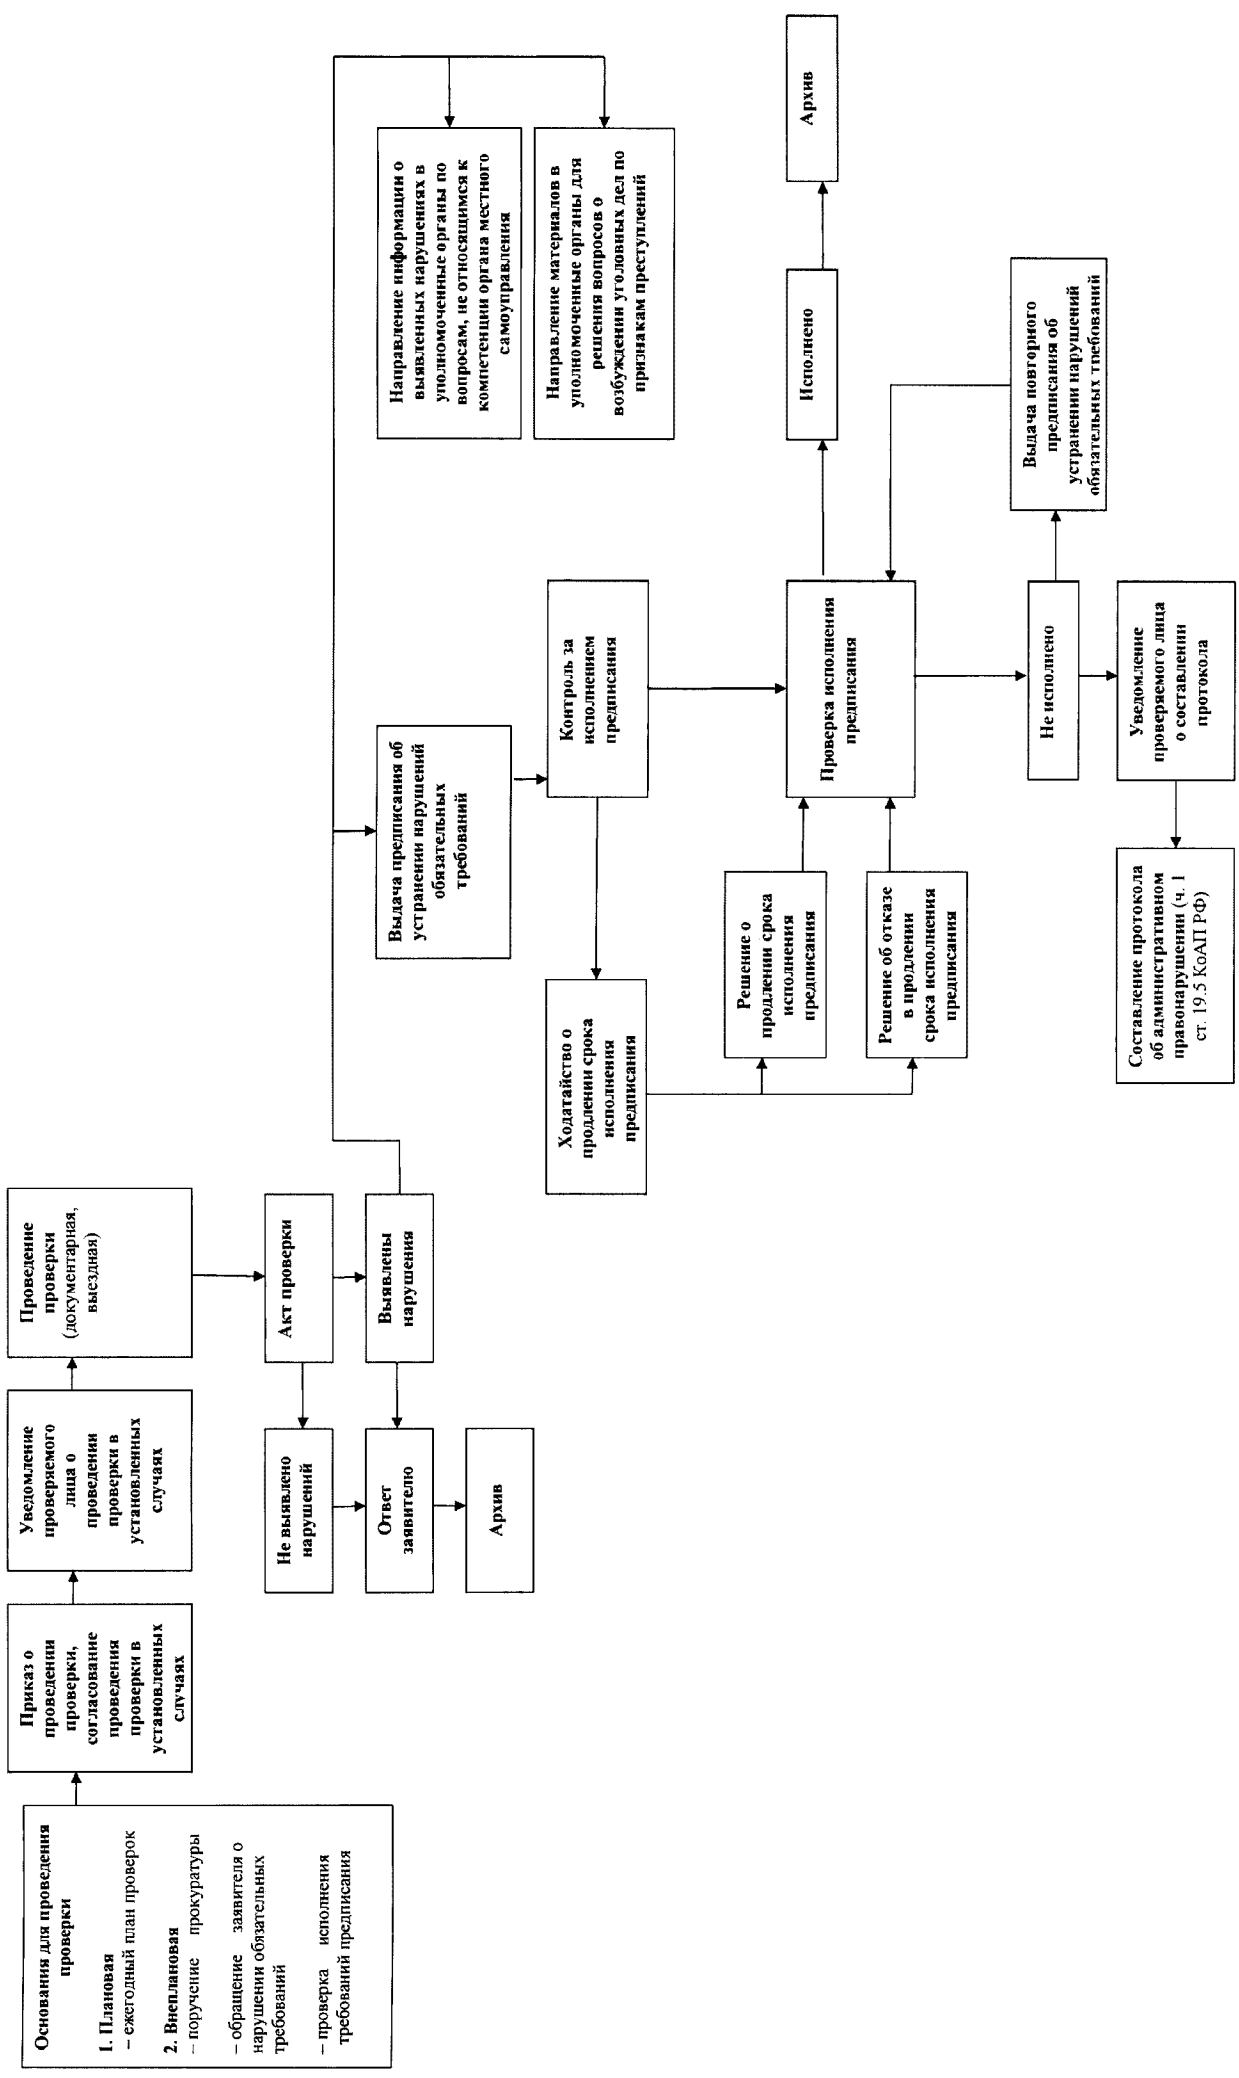 Основания для проведения
проверки
1. Плановая
– ежегодный план проверок
2. Внеплановая
– поручение прокуратуры
– обращение заявителя о
нарушении обязательных
требований
– проверка исполнения
требований предписания
Приказ о
проведении
проверки,
согласование
проведения
проверки в
установленных
случаях
Уведомление
проверяемого
лица о
проведении
проверки в
установленных
случаях
Проведение
проверки
(документарная,
выездная)
Акт проверки
Не выявлено
нарушений
Выявлены
нарушения
Ответ
заявителю
Архив
Выдача предписания об
устранении нарушений
обязательных
требований
Направление информации о
выявленных нарушениях в
уполномоченные органы по
вопросам, не относящимся к
компетенции органа местного
самоуправления
Направление материалов в
уполномоченные органы для
решения вопросов о
возбуждении уголовных дел по
признакам преступлений
Контроль за
исполнением
предписания
Ходатайство о
продлении срока
исполнения
предписания
Решение о
продлении срока
исполнения
предписания
Решение об отказе
в продлении
срока исполнения
предписания
Проверка исполнения
предписания
Исполнено
Архив
Не исполнено
Выдача повторного
предписания об
устранении нарушений
обязательных требований
Уведомление
проверяемого лица
о составлении
протокола
Составление протокола
об административном
правонарушении (ч. 1
ст. 19.5 КоАП РФ)